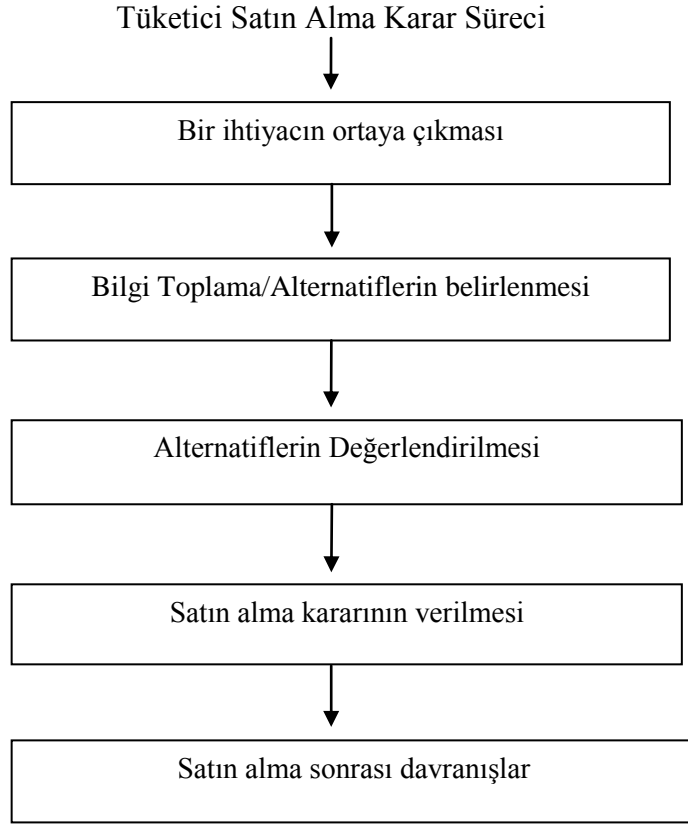 Tüketici Satın Alma Karar Süreci
Bir ihtiyacın ortaya çıkması
Bilgi Toplama/Alternatiflerin belirlenmesi
Alternatiflerin Değerlendirilmesi
Satın alma kararının verilmesi
Satın alma sonrası davranışlar